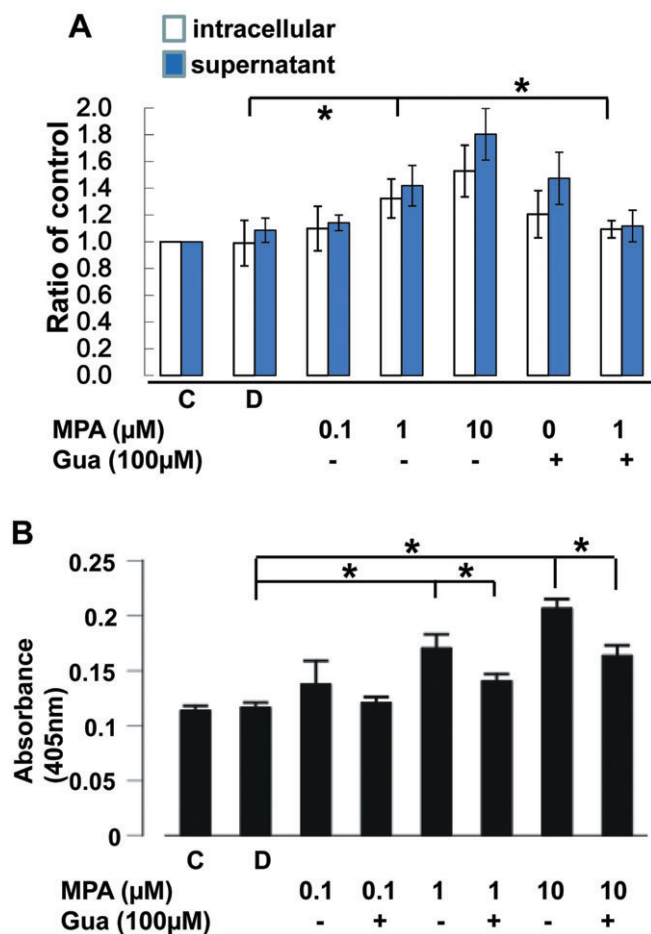 A
intracellular
supernatant
* *
Ratio of control
2.0
1.8
1.6
1.4
1.2
1.0
0.8
0.6
0.4
0.2
0.0
C D
MPA (µM) 0.1 1 10 0 1
Gua (100µM) - - - + +
B
*
* * *
Absorbance
(405nm)
0.25
0.2
0.15
0.1
0.05
0
C D
MPA (µM) 0.1 0.1 1 1 10 10
Gua (100µM) - + - + - +